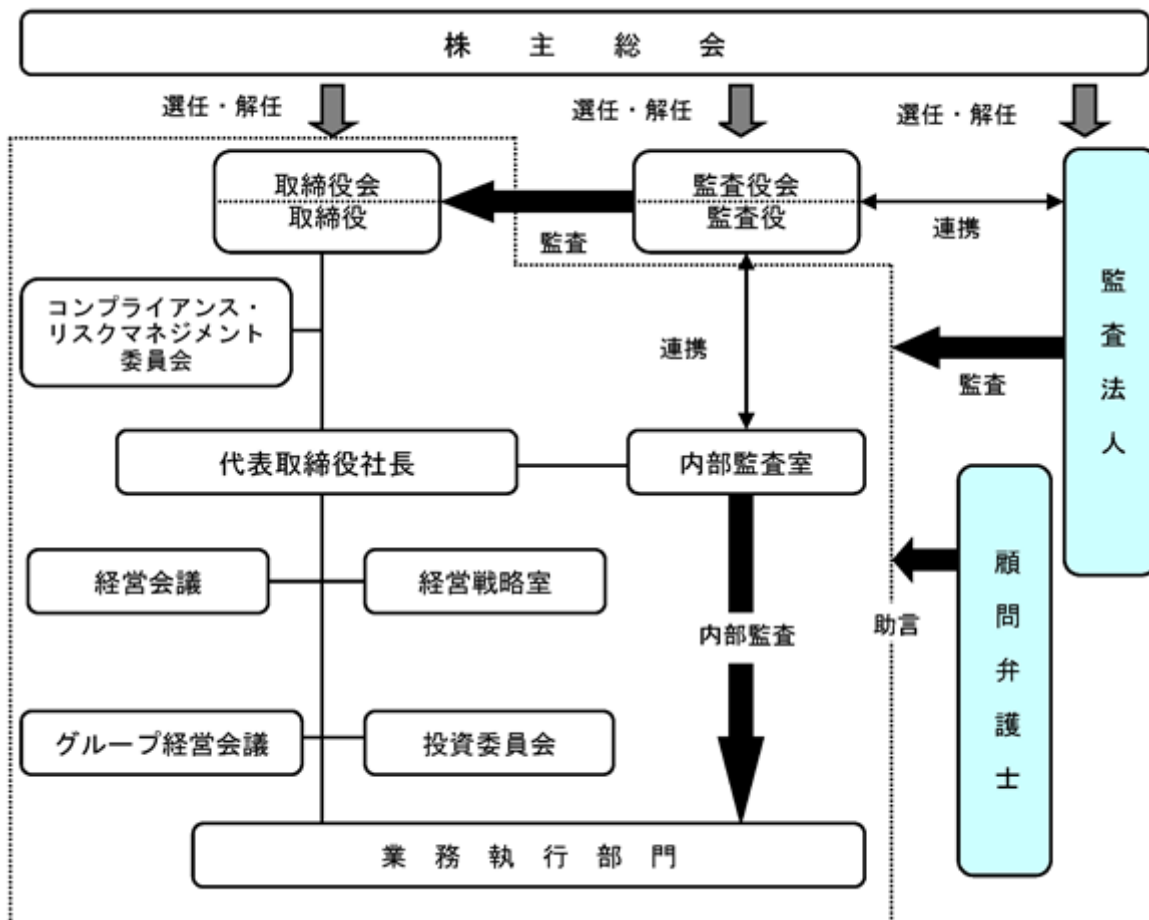 株主総会
選任・解任
選任・解任
選任・解任
取締役会
取締役
監査役会
監査役
監査
連携
コンプライアンス・
リスクマネジメント
委員会
連携
監査法人
監査
代表取締役社長
内部監査室
経営会議
経営戦略室
顧問弁護士
助言
内部監査
グループ経営会議
投資委員会
業務執行部門